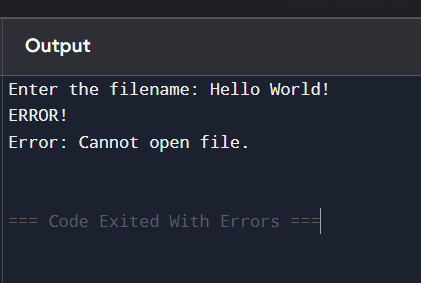 Output
Enter the filename: Hello World!
ERROR!
Error: Cannot open file.
=== Code Exited With Errors ===